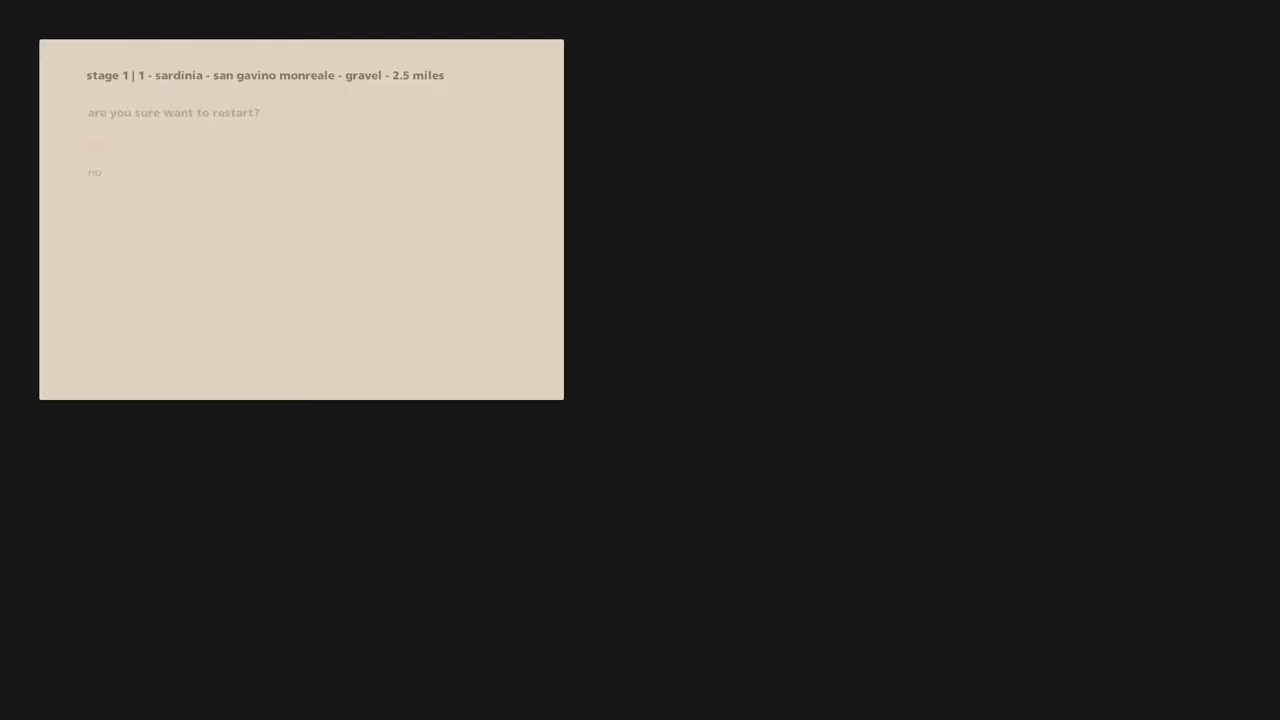 stage 1 | 1 - sardinia - san gavino monreale - gravel - 2.5 miles
are you sure want to restart?
no